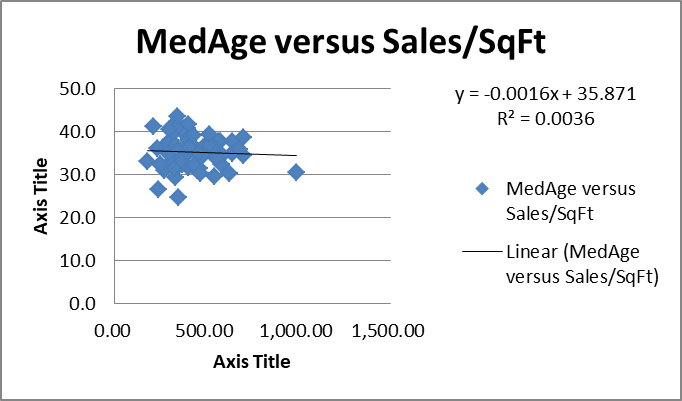 MedAge versus Sales/SqFt
y = -0.0016x + 35.871
R² = 0.0036
50.0
40.0
30.0
20.0
10.0
0.0
Axis Title
0.00 500.00 1,000.00 1,500.00
Axis Title
MedAge versus
Sales/SqFt
Linear (MedAge
versus Sales/SqFt)